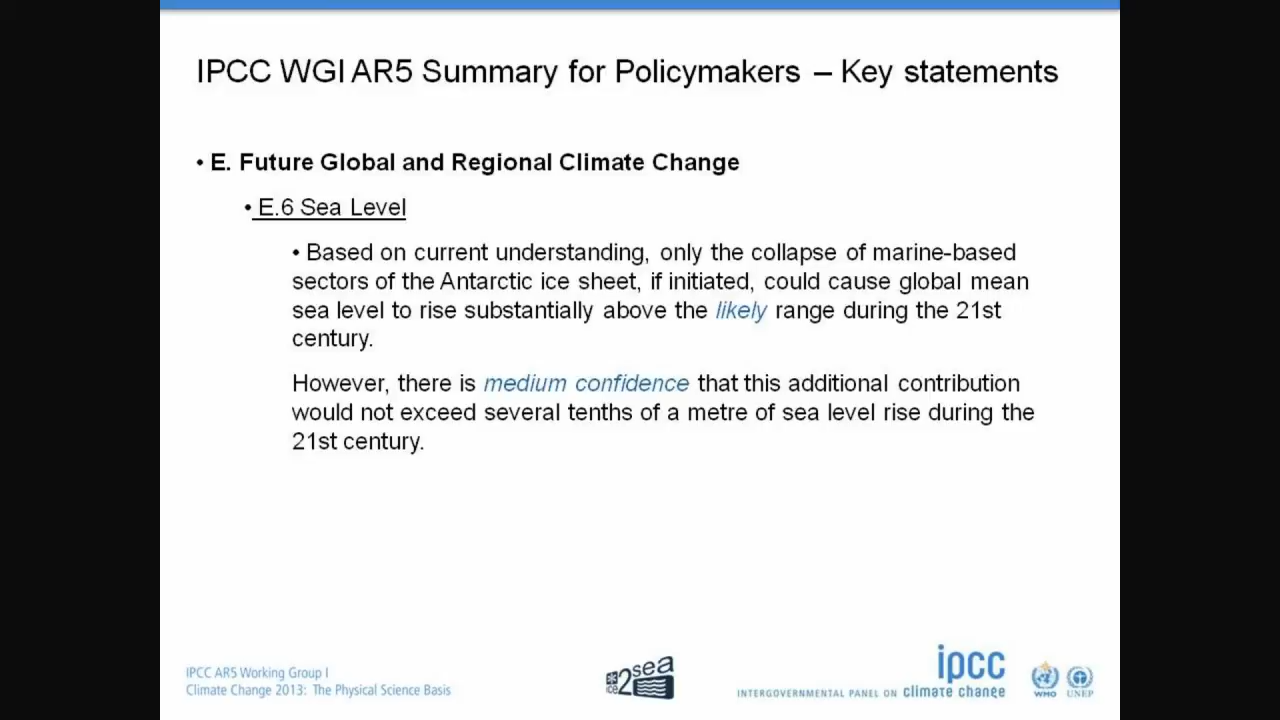 IPCC WGI AR5 Summary for Policymakers – Key statements
• E. Future Global and Regional Climate Change
• E.6 Sea Level
• Based on current understanding, only the collapse of marine-based
sectors of the Antarctic ice sheet, if initiated, could cause global mean
sea level to rise substantially above the likely range during the 21st
century.
However, there is medium confidence that this additional contribution
would not exceed several tenths of a metre of sea level rise during the
21st century.
IPCC AR5 Working Group I
Climate Change 2013: The Physical Science Basis
ice2sea
ipcc
INTERGOVERNMENTAL PANEL ON climate change
WMO
UNEP